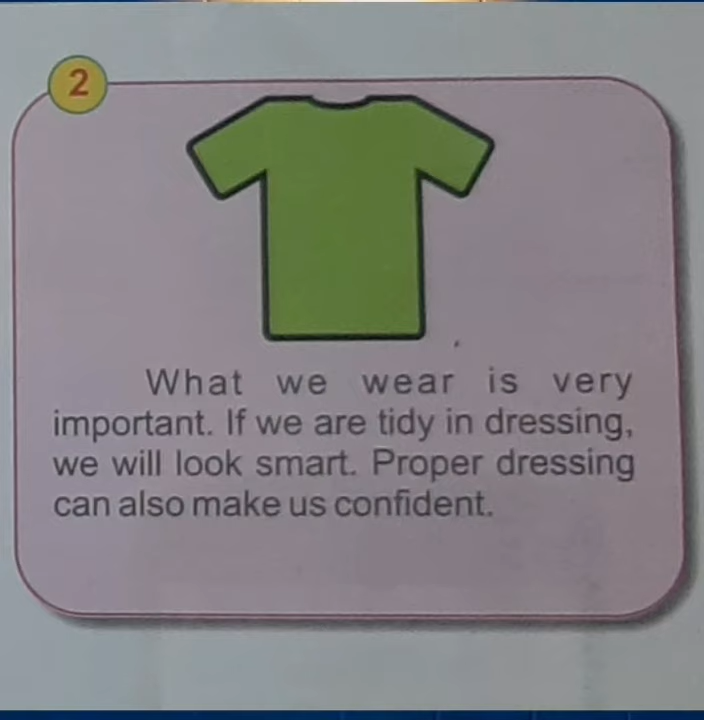 2
What we wear is very
important. If we are tidy in dressing,
we will look smart. Proper dressing
can also make us confident.